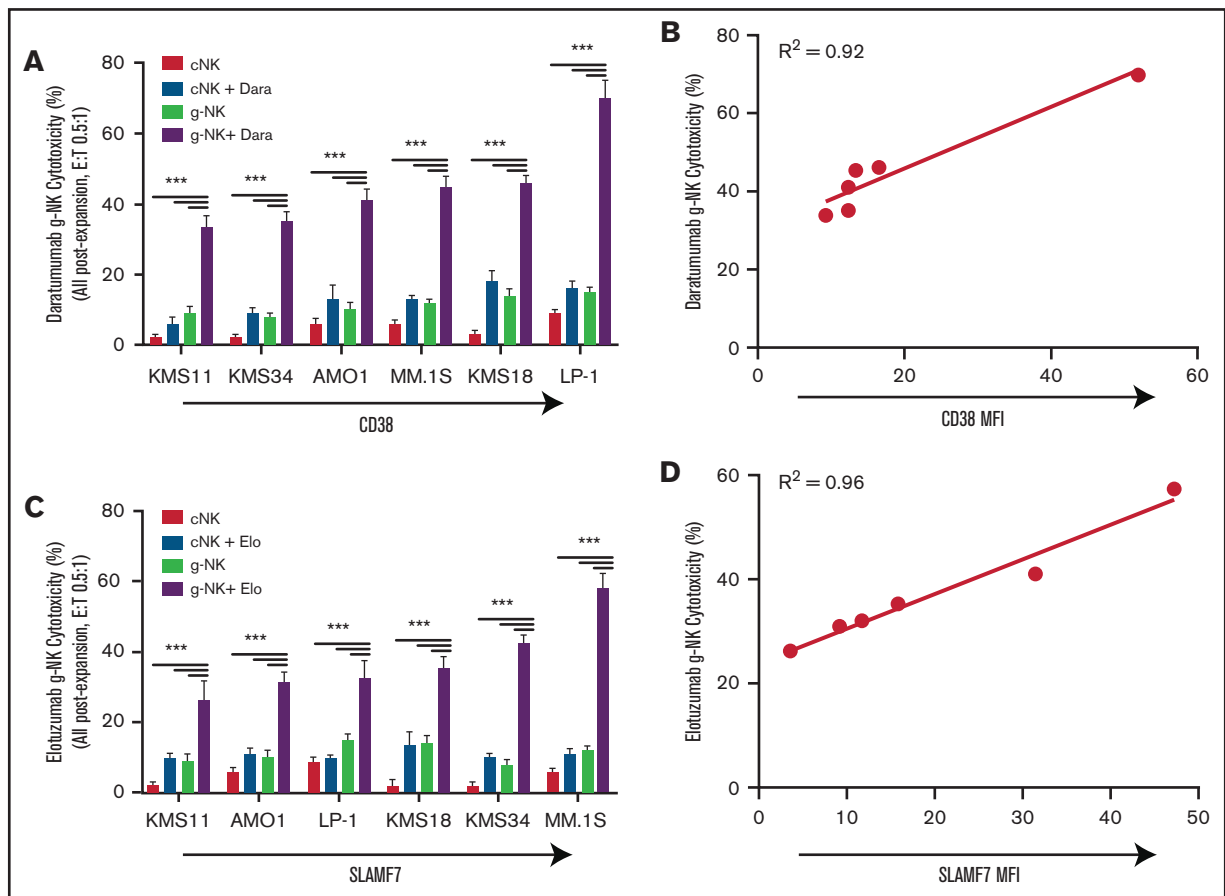 A
Daratumumab g-NK Cytotoxicity (%)
(All post-expansion, E:T 0.5:1)
80
60
40
20
0
cNK
cNK + Dara
g-NK
g-NK+ Dara
***
***
***
***
***
***
KMS11 KMS34 AMO1 MM.1S KMS18 LP-1
CD38
B
R² = 0.92
Daratumumab g-NK Cytotoxicity (%)
80
60
40
20
0
0 20 40 60
CD38 MFI
C
Elotuzumab g-NK Cytotoxicity (%)
(All post-expansion, E:T 0.5:1)
80
60
40
20
0
cNK
cNK + Elo
g-NK
g-NK+ Elo
***
***
***
***
***
***
KMS11 AMO1 LP-1 KMS18 KMS34 MM.1S
SLAMF7
D
R² = 0.96
Elotuzumab g-NK Cytotoxicity (%)
60
40
20
0
0 10 20 30 40 50
SLAMF7 MFI